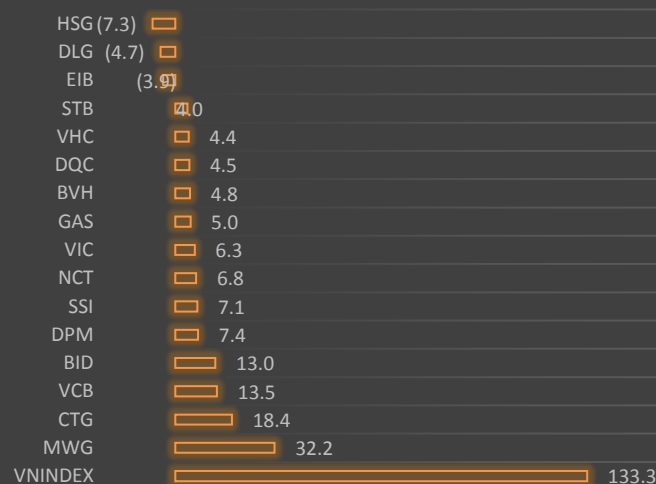 HSG (7.3)
DLG (4.7)
EIB (3.9)
STB 4.0
VHC 4.4
DQC 4.5
BVH 4.8
GAS 5.0
VIC 6.3
NCT 6.8
SSI 7.1
DPM 7.4
BID 13.0
VCB 13.5
CTG 18.4
MWG 32.2
VNINDEX 133.3